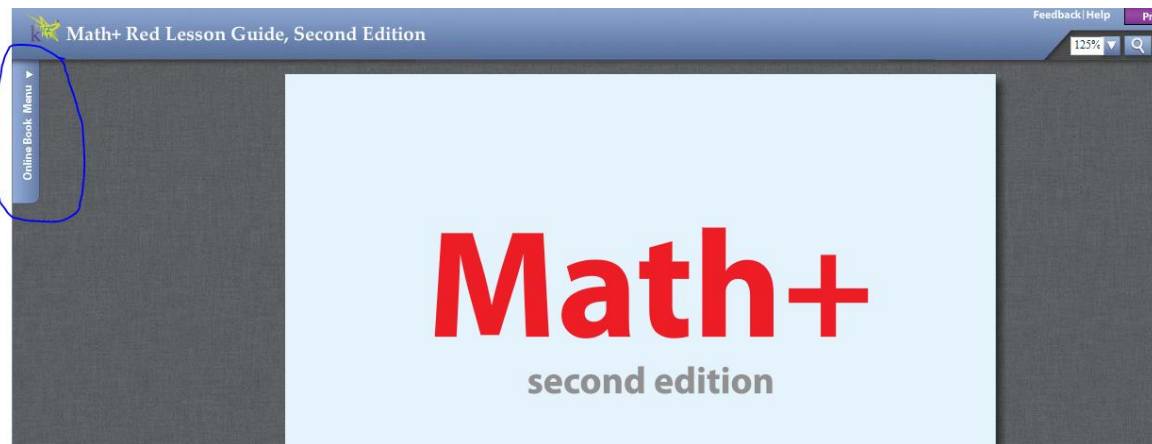 Feedback|Help
Math+ Red Lesson Guide, Second Edition
125%
Online Book Menu
Math+
second edition